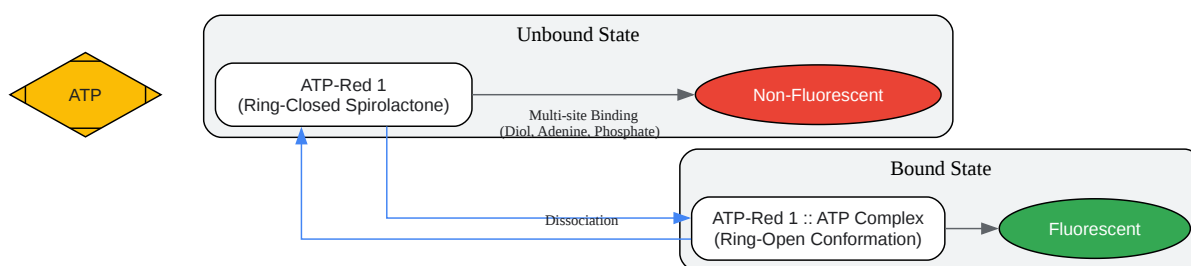 Unbound State
ATP
ATP-Red 1
(Ring-Closed Spirolactone)
Non-Fluorescent
Multi-site Binding
(Diol, Adenine, Phosphate)
Bound State
Dissociation
ATP-Red 1 :: ATP Complex
(Ring-Open Conformation)
Fluorescent